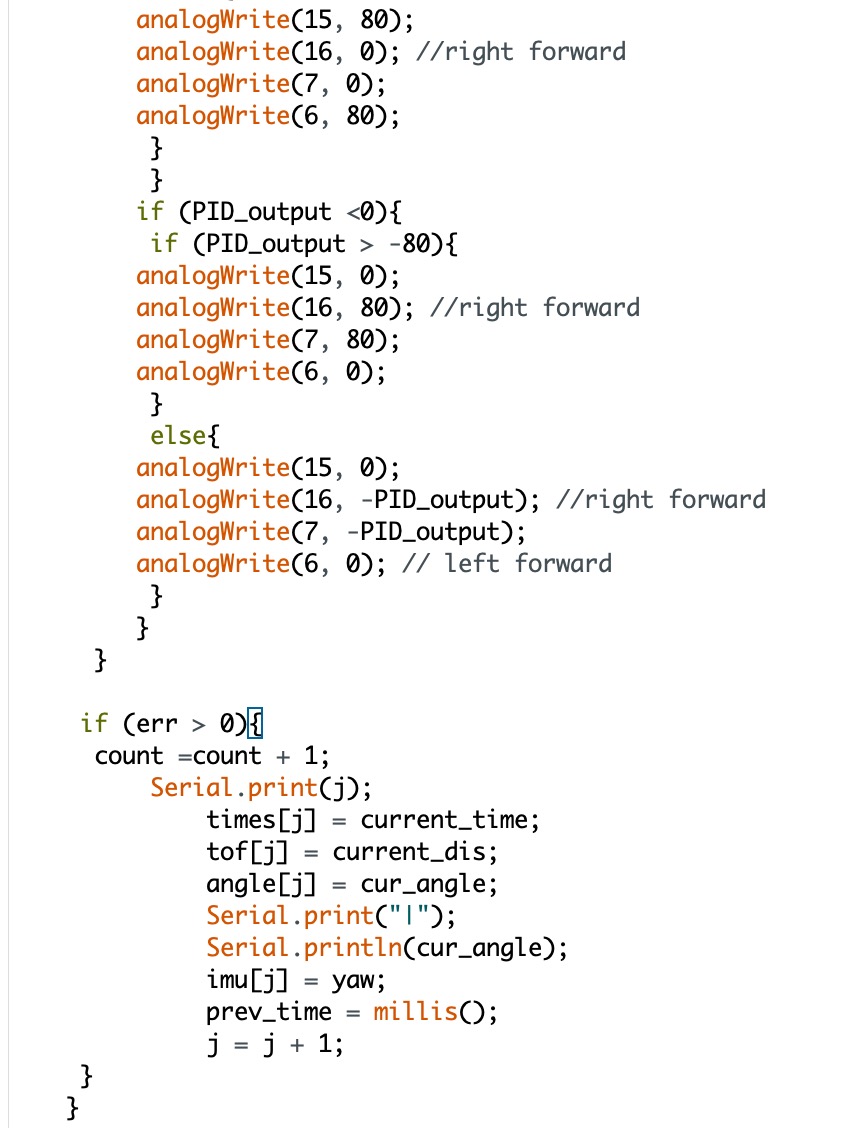 analogWrite(15, 80);
analogWrite(16, 0); //right forward
analogWrite(7, 0);
analogWrite(6, 80);
}
}
if (PID_output <0){
if (PID_output > -80){
analogWrite(15, 0);
analogWrite(16, 80); //right forward
analogWrite(7, 80);
analogWrite(6, 0);
}
else{
analogWrite(15, 0);
analogWrite(16, -PID_output); //right forward
analogWrite(7, -PID_output);
analogWrite(6, 0); // left forward
}
}
}
if (err > 0){
count =count + 1;
Serial.print(j);
times[j] = current_time;
tof[j] = current_dis;
angle[j] = cur_angle;
Serial.print("|");
Serial.println(cur_angle);
imu[j] = yaw;
prev_time = millis();
j = j + 1;
}
}